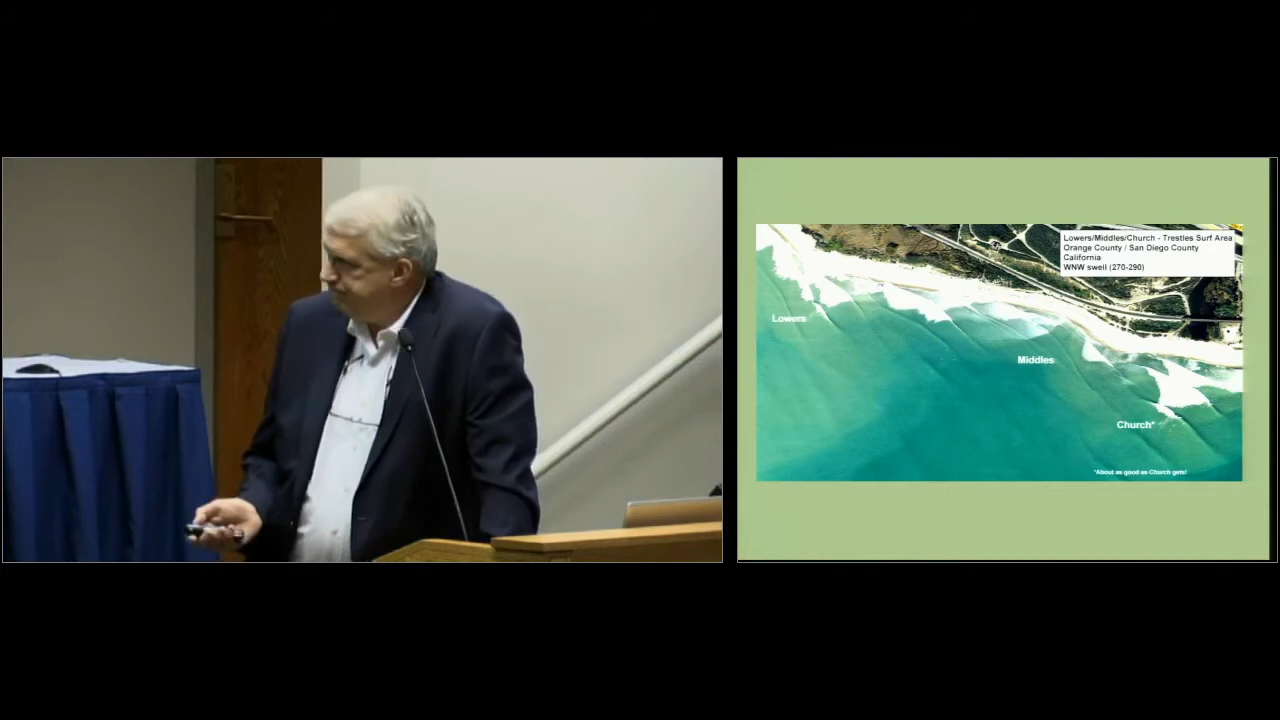 Lowers/Middles/Church - Trestles Surf Area
Orange County / San Diego County
California
WNW swell (270-290)
Lowers
Middles
Church*
*About as good as Church gets!